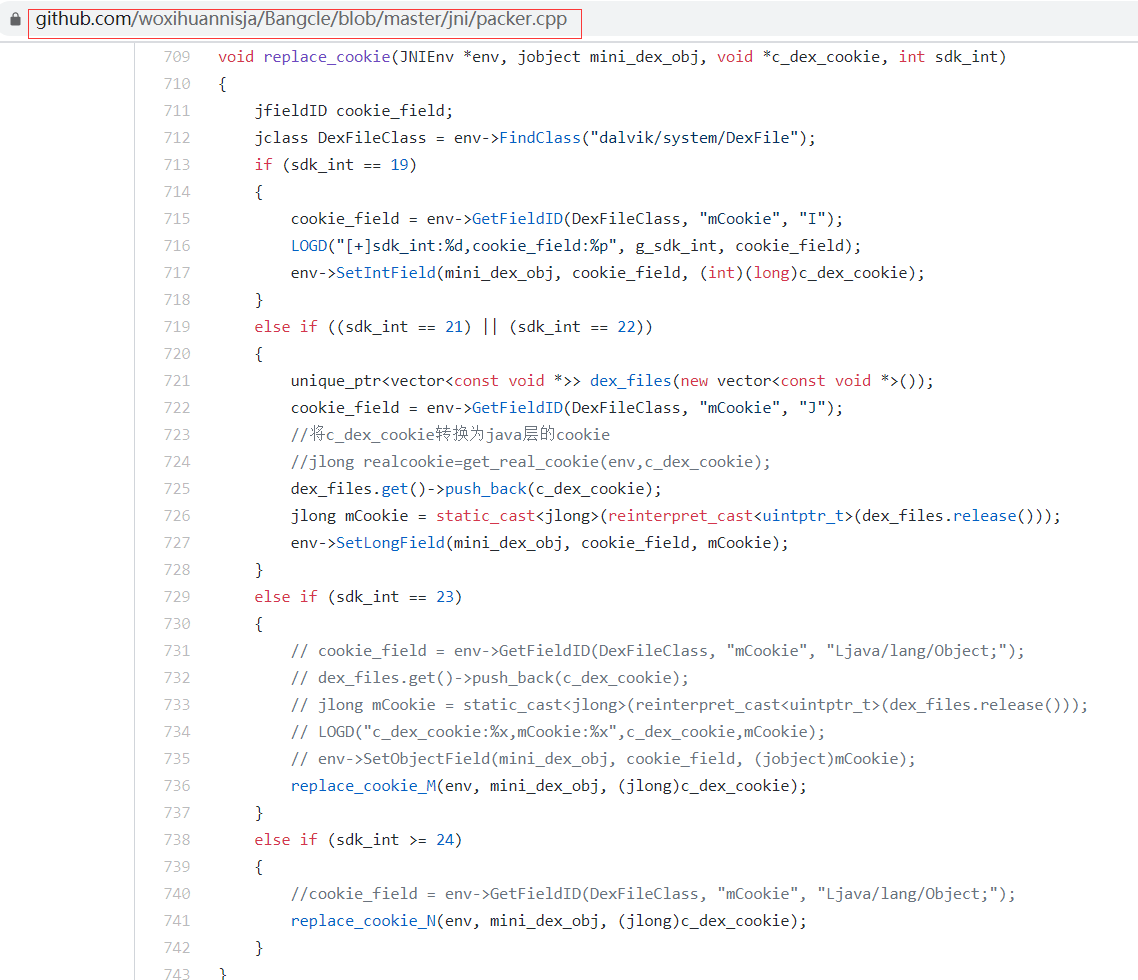 github.com/woxihuannisja/Bangcle/blob/master/jni/packer.cpp
709 void replace_cookie(JNIEnv *env, jobject mini_dex_obj, void *c_dex_cookie, int sdk_int)
710 {
711 jfieldID cookie_field;
712 jclass DexFileClass = env->FindClass("dalvik/system/DexFile");
713 if (sdk_int == 19)
714 {
715 cookie_field = env->GetFieldID(DexFileClass, "mCookie", "I");
716 LOGD("[+]sdk_int:%d,cookie_field:%p", g_sdk_int, cookie_field);
717 env->SetIntField(mini_dex_obj, cookie_field, (int)(long)c_dex_cookie);
718 }
719 else if ((sdk_int == 21) || (sdk_int == 22))
720 {
721 unique_ptr<vector<const void *>> dex_files(new vector<const void *>());
722 cookie_field = env->GetFieldID(DexFileClass, "mCookie", "J");
723 //将c_dex_cookie转换为java层的cookie
724 //jlong realcookie=get_real_cookie(env,c_dex_cookie);
725 dex_files.get()->push_back(c_dex_cookie);
726 jlong mCookie = static_cast<jlong>(reinterpret_cast<uintptr_t>(dex_files.release()));
727 env->SetLongField(mini_dex_obj, cookie_field, mCookie);
728 }
729 else if (sdk_int == 23)
730 {
731 // cookie_field = env->GetFieldID(DexFileClass, "mCookie", "Ljava/lang/Object;");
732 // dex_files.get()->push_back(c_dex_cookie);
733 // jlong mCookie = static_cast<jlong>(reinterpret_cast<uintptr_t>(dex_files.release()));
734 // LOGD("c_dex_cookie:%x,mCookie:%x",c_dex_cookie,mCookie);
735 // env->SetObjectField(mini_dex_obj, cookie_field, (jobject)mCookie);
736 replace_cookie_M(env, mini_dex_obj, (jlong)c_dex_cookie);
737 }
738 else if (sdk_int >= 24)
739 {
740 //cookie_field = env->GetFieldID(DexFileClass, "mCookie", "Ljava/lang/Object;");
741 replace_cookie_N(env, mini_dex_obj, (jlong)c_dex_cookie);
742 }
743 }